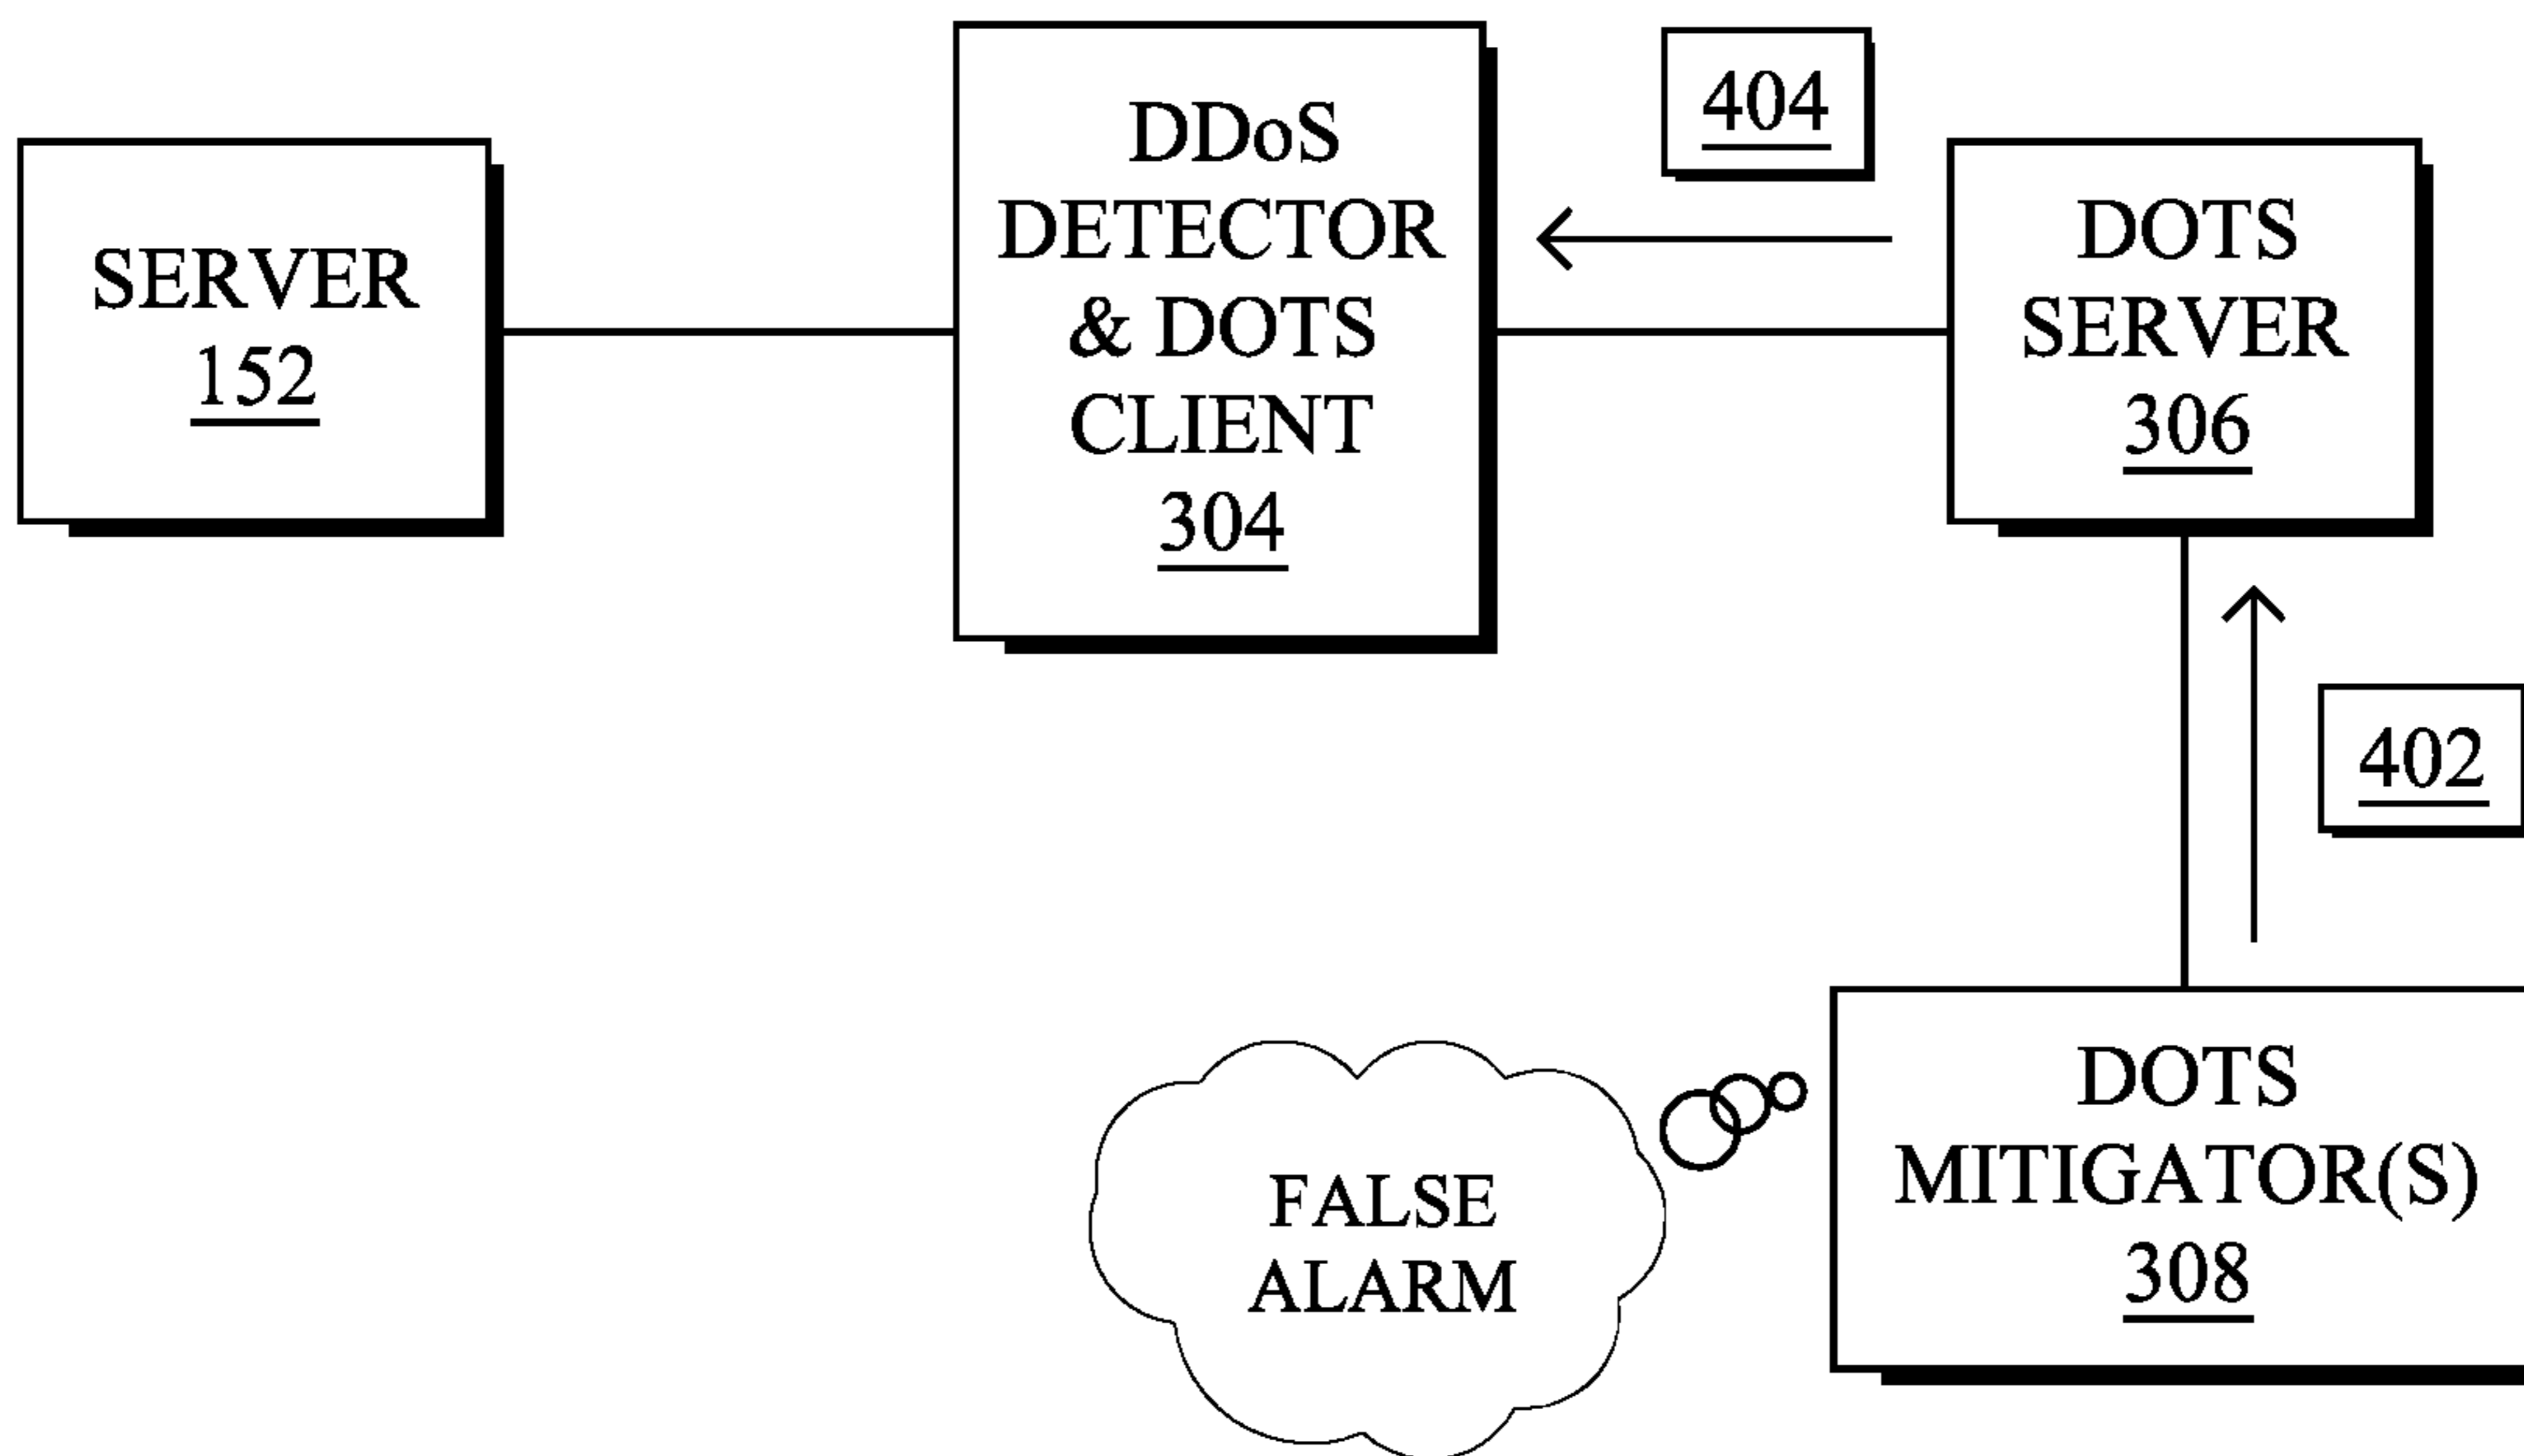 SERVER
152
DDoS
DETECTOR
& DOTS
CLIENT
304
404
DOTS
SERVER
306
402
FALSE
ALARM
DOTS
MITIGATOR(S)
308